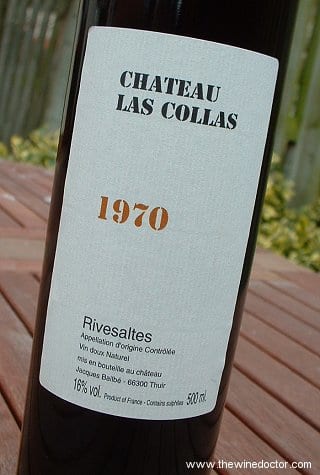 CHATEAU
LAS COLLAS
1970
Rivesaltes
Appellation d'origine Contrôlée
Vin doux Naturel
mis en bouteille au château
Jacques Bailbé - 66300 Thuir
16% vol. Product of France - Contains sulphites 500 ml
www.thewinedoctor.com